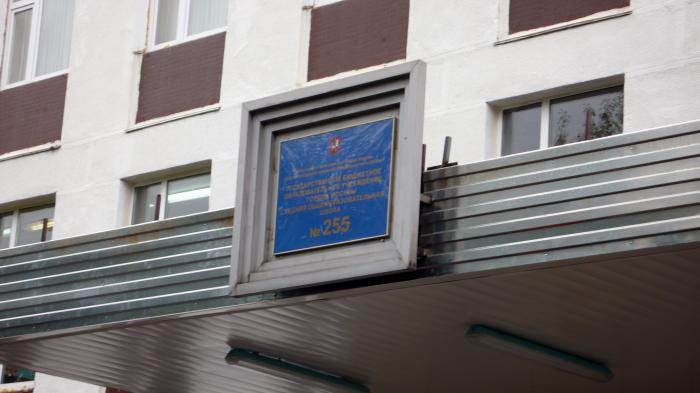 ГОСУДАРСТВЕННОЕ БЮДЖЕТНОЕ
ОБРАЗОВАТЕЛЬНОЕ УЧРЕЖДЕНИЕ
ГОРОДА МОСКВЫ
СРЕДНЯЯ ОБЩЕОБРАЗОВАТЕЛЬНАЯ
ШКОЛА
№ 255